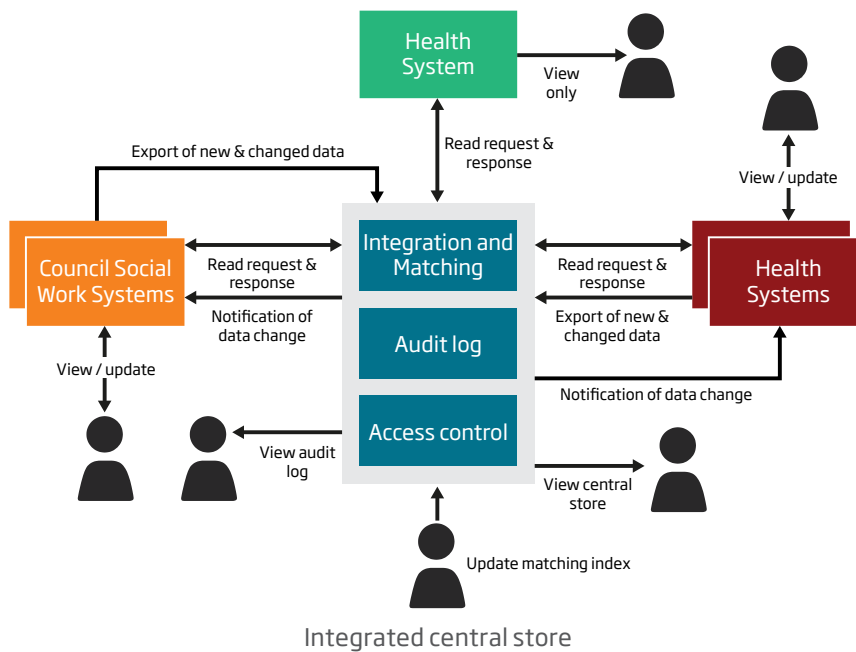 Health
System
View
only
Read request &
response
Export of new & changed data
View / update
Council Social
Work Systems
Read request &
response
Notification of
data change
Integration and
Matching
Audit log
Access control
Read request &
response
Export of new &
changed data
Health
Systems
Notification of data change
View / update
View audit
log
View central
store
Update matching index
Integrated central store